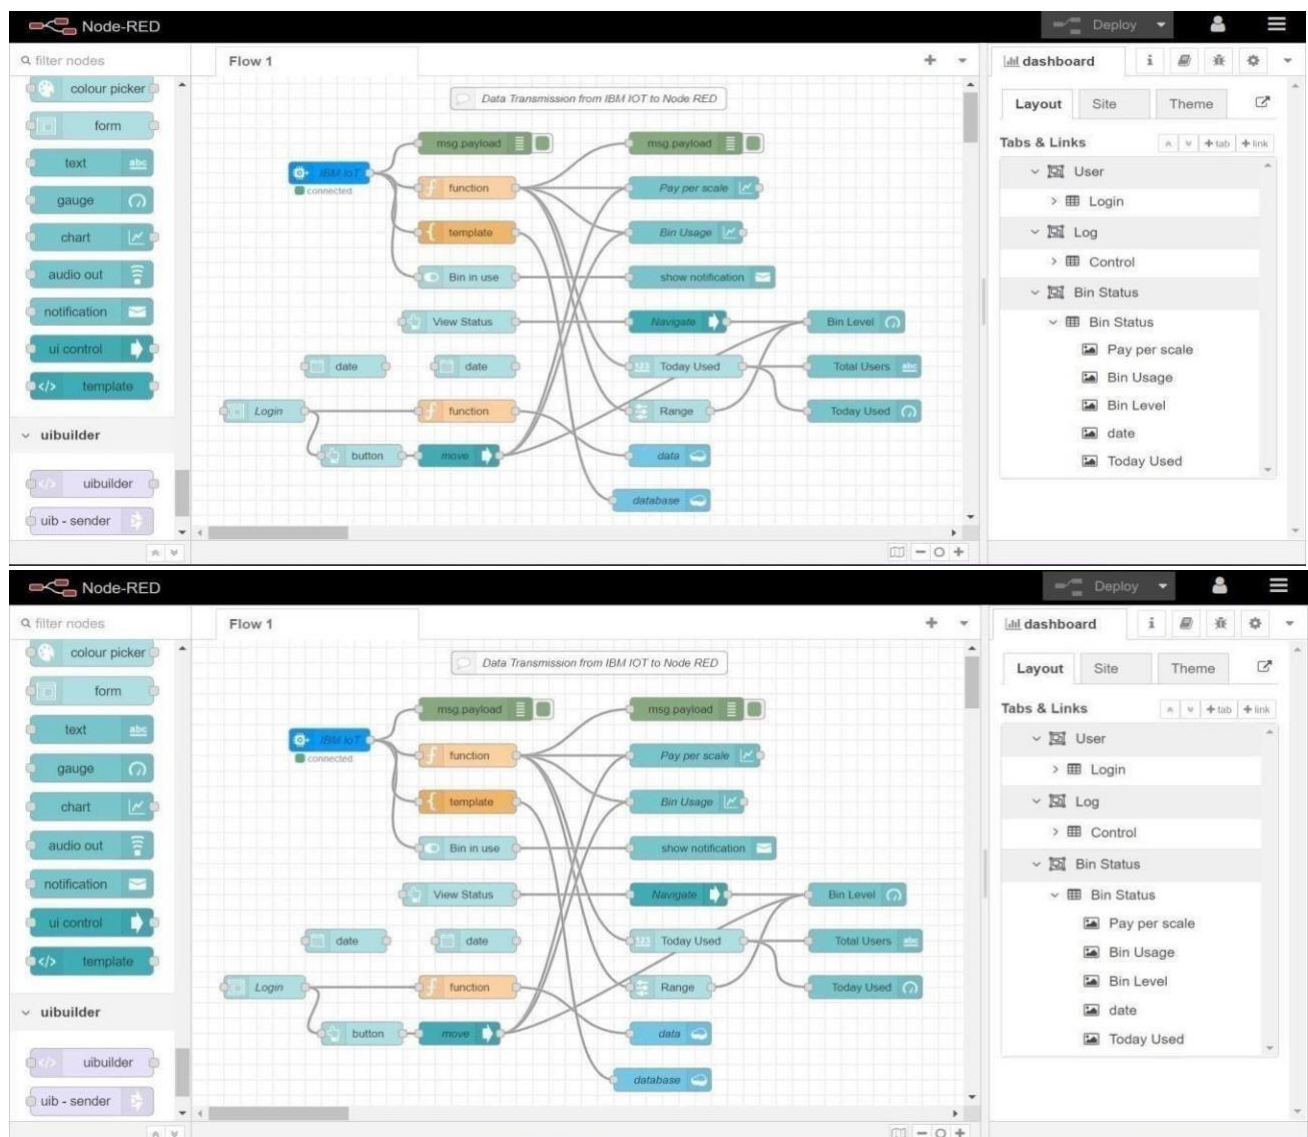 Node-RED
Deploy
filter nodes
Flow 1
dashboard
i
colour picker
form
text
abc
gauge
chart
audio out
notification
ui control
</> template
uibuilder
</> uibuilder
uib - sender
Data Transmission from IBM IOT to Node RED
msg.payload
msg.payload
IBM IoT
connected
f function
Pay per scale
{ template
Bin Usage
Bin in use
show notification
View Status
Navigate
Bin Level
date
date
123 Today Used
Total Users abc
Login
f function
Range
Today Used
button
move
data
database
Layout
Site
Theme
Tabs & Links
+ tab
+ link
User
Login
Log
Control
Bin Status
Bin Status
Pay per scale
Bin Usage
Bin Level
date
Today Used
Node-RED
Deploy
filter nodes
Flow 1
dashboard
i
colour picker
form
text
abc
gauge
chart
audio out
notification
ui control
</> template
uibuilder
</> uibuilder
uib - sender
Data Transmission from IBM IOT to Node RED
msg.payload
msg.payload
IBM IoT
connected
f function
Pay per scale
{ template
Bin Usage
Bin in use
show notification
View Status
Navigate
Bin Level
date
date
123 Today Used
Total Users abc
Login
f function
Range
Today Used
button
move
data
database
Layout
Site
Theme
Tabs & Links
+ tab
+ link
User
Login
Log
Control
Bin Status
Bin Status
Pay per scale
Bin Usage
Bin Level
date
Today Used